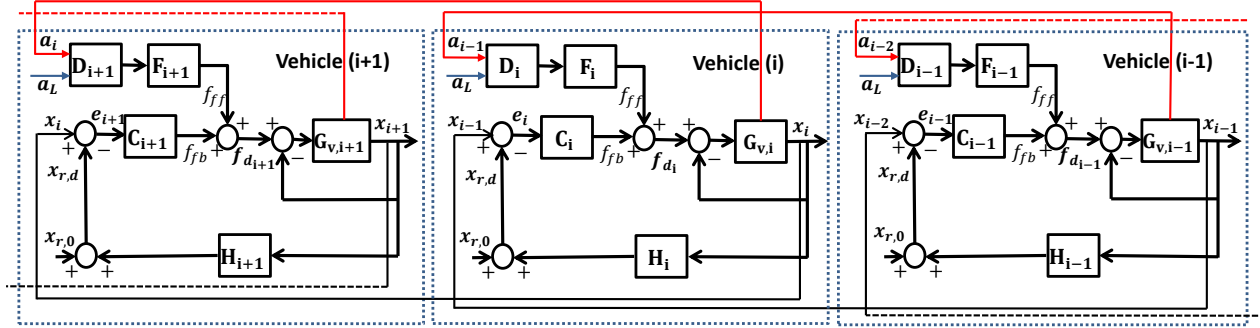 a_i
D_{i+1}
F_{i+1}
Vehicle (i+1)
a_L
f_{ff}
x_i
e_{i+1}
+
−
C_{i+1}
f_{fb}
+
+
f_{d_{i+1}}
+
−
G_{v,i+1}
x_{i+1}
x_{r,d}
x_{r,0}
+
+
H_{i+1}
a_{i−1}
D_i
F_i
Vehicle (i)
a_L
f_{ff}
x_{i−1}
e_i
+
−
C_i
f_{fb}
+
+
f_{d_i}
+
−
G_{v,i}
x_i
x_{r,d}
x_{r,0}
+
+
H_i
a_{i−2}
D_{i−1}
F_{i−1}
Vehicle (i-1)
a_L
f_{ff}
x_{i−2}
e_{i−1}
+
−
C_{i−1}
f_{fb}
+
+
f_{d_{i−1}}
+
−
G_{v,i−1}
x_{i−1}
x_{r,d}
x_{r,0}
+
+
H_{i−1}